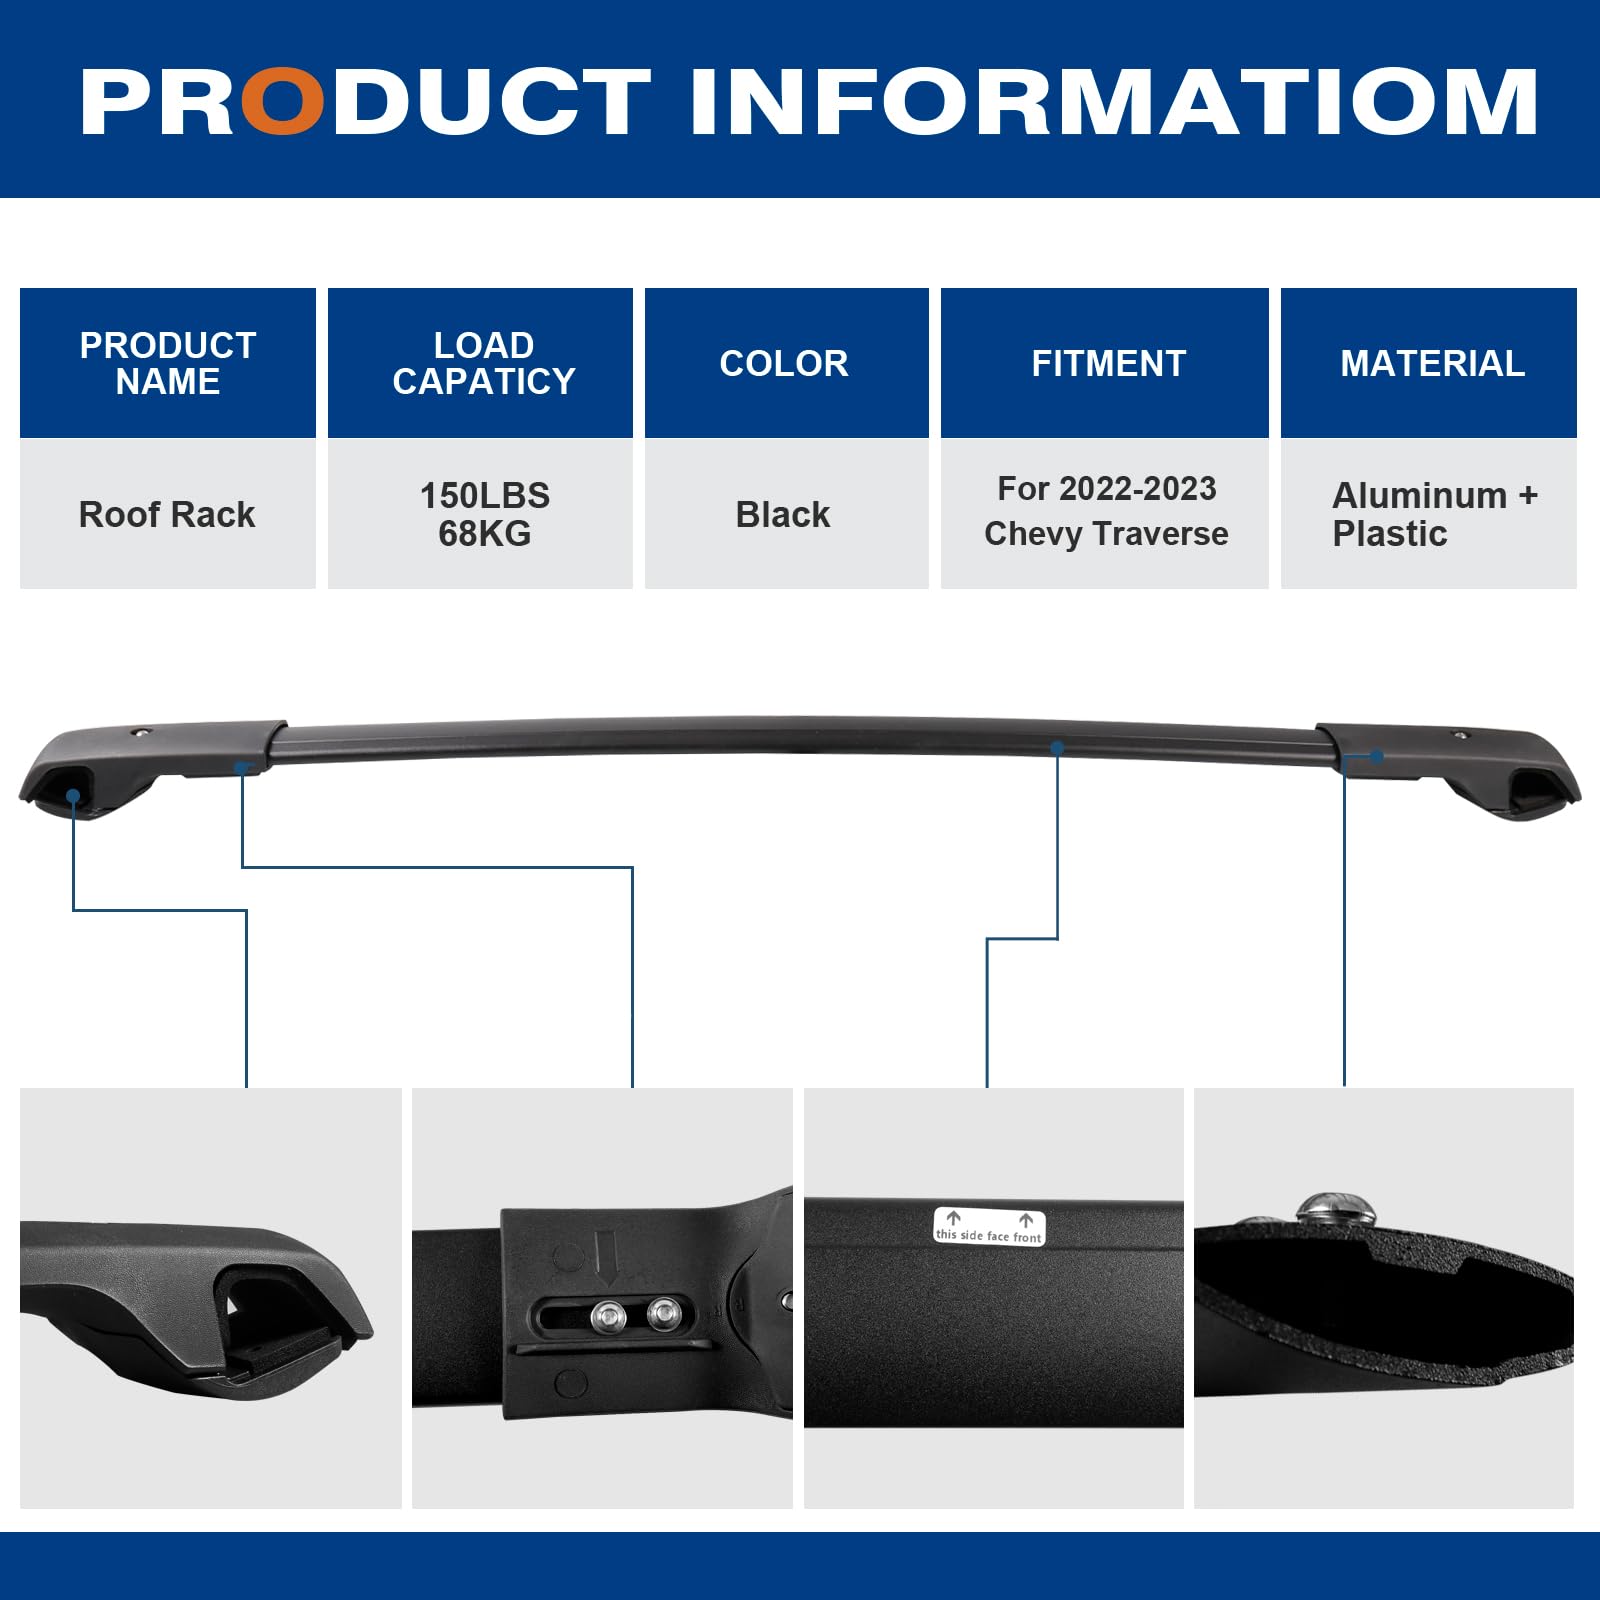 PRODUCT INFORMATIOM
PRODUCT
NAME
LOAD
CAPATICY
COLOR
FITMENT
MATERIAL
Roof Rack
150LBS
68KG
Black
For 2022-2023
Chevy Traverse
Aluminum +
Plastic
this side face front